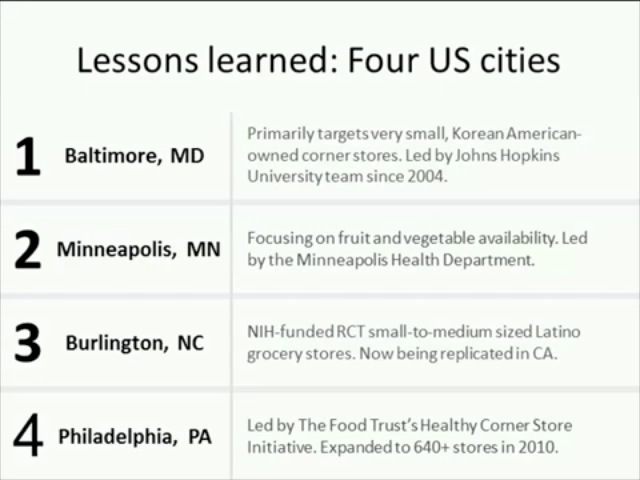 Lessons learned: Four US cities
1 Baltimore, MD
Primarily targets very small, Korean American-
owned corner stores. Led by Johns Hopkins
University team since 2004.
2 Minneapolis, MN
Focusing on fruit and vegetable availability. Led
by the Minneapolis Health Department.
3 Burlington, NC
NIH-funded RCT small-to-medium sized Latino
grocery stores. Now being replicated in CA.
4 Philadelphia, PA
Led by The Food Trust's Healthy Corner Store
Initiative. Expanded to 640+ stores in 2010.